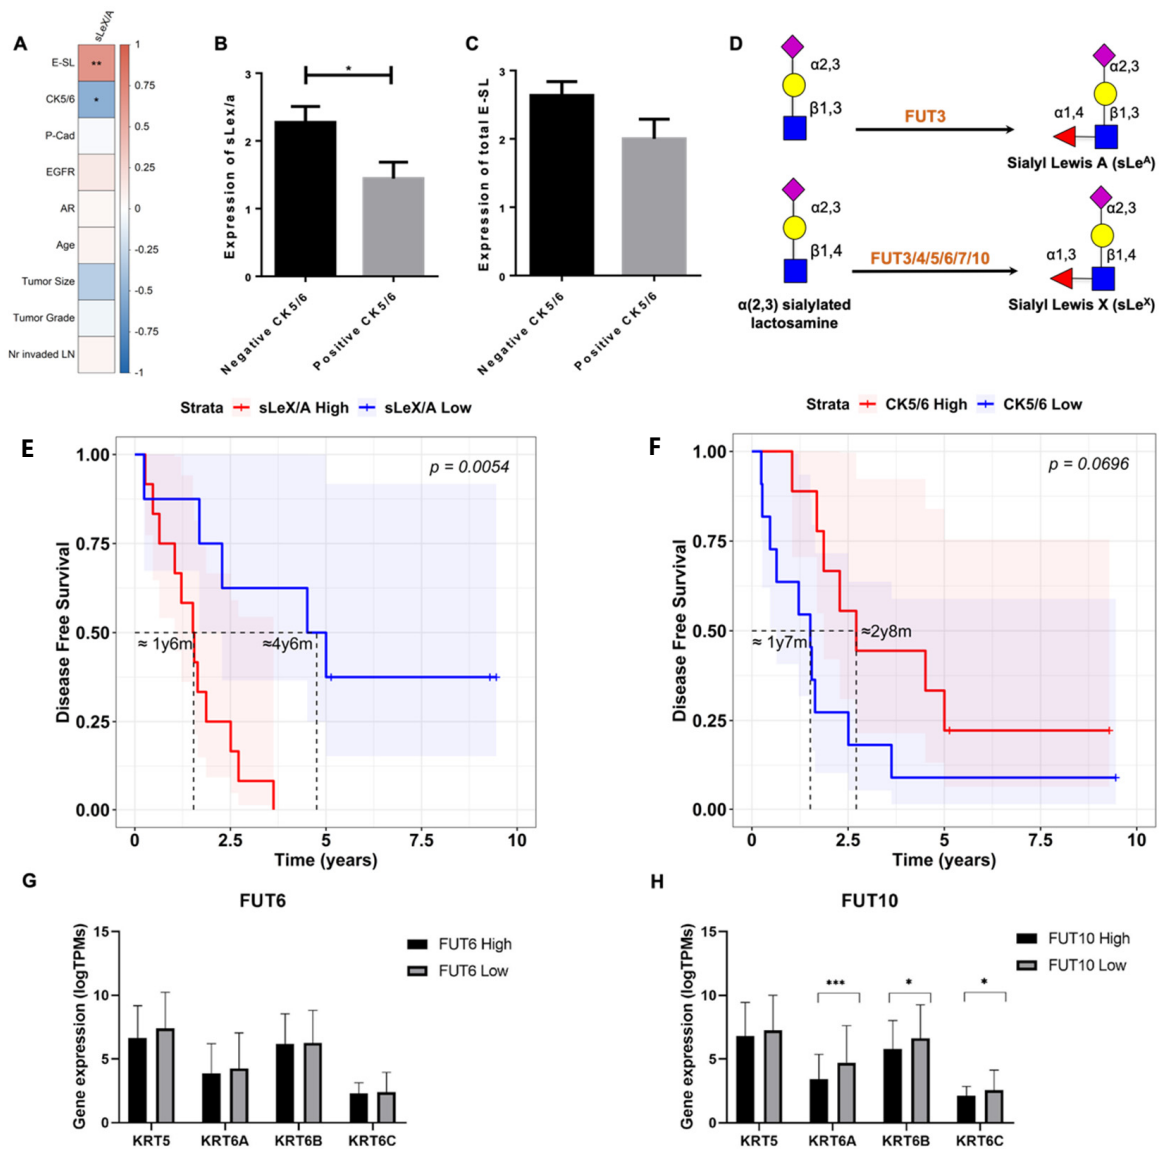 A
sLeX/A
E-SL
CK5/6
P-Cad
EGFR
AR
Age
Tumor Size
Tumor Grade
Nr invaded LN
**
*
1
0.75
0.5
0.25
0
-0.25
-0.5
-0.75
-1
B
Expression of sLex/a
3
2
1
0
*
Negative CK5/6
Positive CK5/6
C
Expression of total E-SL
3
2
1
0
Negative CK5/6
Positive CK5/6
D
α2,3
β1,3
FUT3
α2,3
α1,4
β1,3
Sialyl Lewis A (sLeᴬ)
α2,3
β1,4
α(2,3) sialylated
lactosamine
FUT3/4/5/6/7/10
α2,3
α1,3
β1,4
Sialyl Lewis X (sLeˣ)
E
Strata sLeX/A High sLeX/A Low
Disease Free Survival
1.00
0.75
0.50
0.25
0.00
p = 0.0054
≈ 1y6m
≈4y6m
0 2.5 5 7.5 10
Time (years)
F
Strata CK5/6 High CK5/6 Low
Disease Free Survival
1.00
0.75
0.50
0.25
0.00
p = 0.0696
≈ 1y7m
≈2y8m
0 2.5 5 7.5 10
Time (years)
G
FUT6
Gene expression (logTPMs)
15
10
5
0
FUT6 High
FUT6 Low
KRT5 KRT6A KRT6B KRT6C
H
FUT10
Gene expression (logTPMs)
15
10
5
0
*** * *
FUT10 High
FUT10 Low
KRT5 KRT6A KRT6B KRT6C